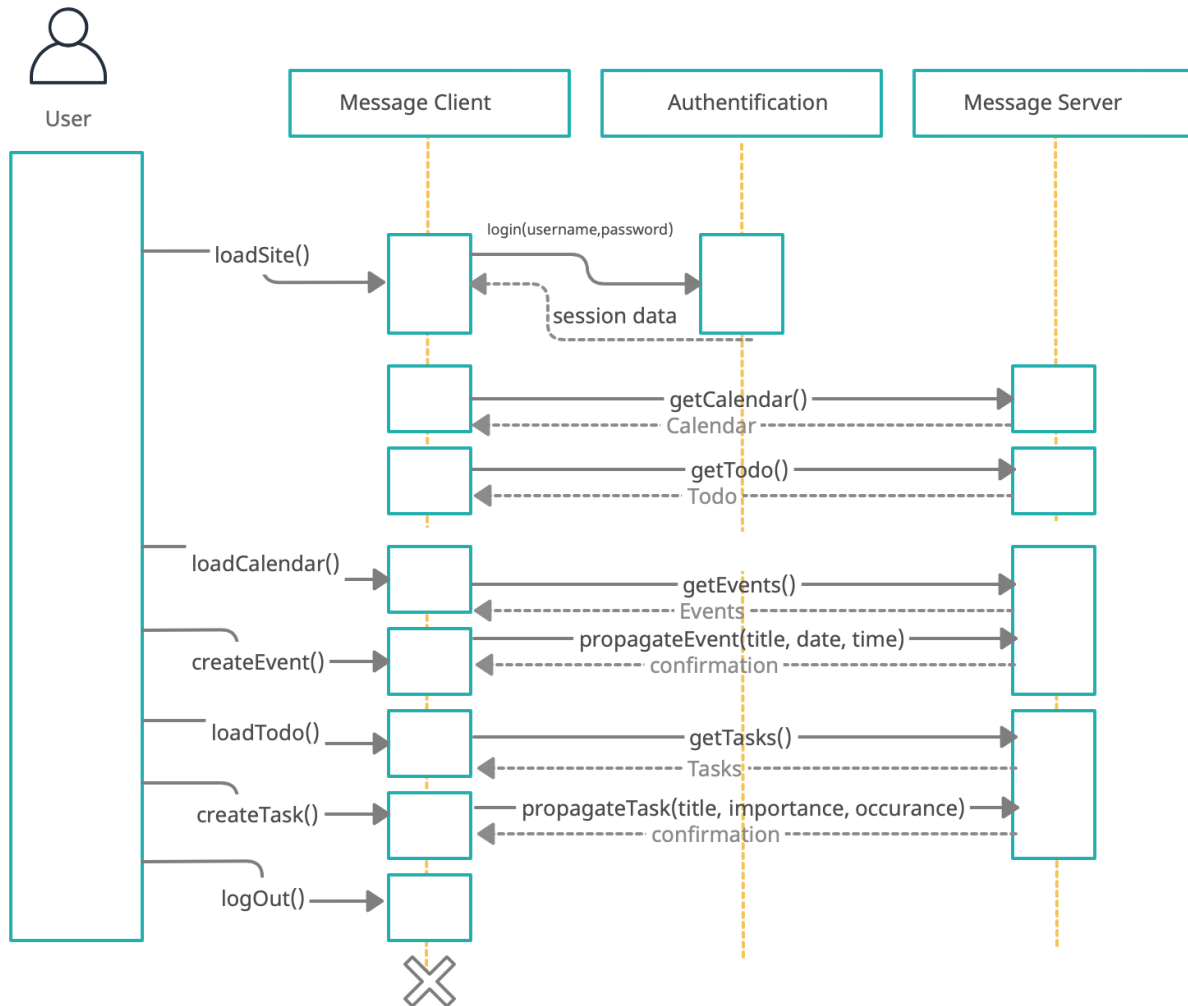 User
Message Client
Authentification
Message Server
login(username,password)
loadSite()
session data
getCalendar()
Calendar
getTodo()
Todo
loadCalendar()
getEvents()
Events
propagateEvent(title, date, time)
createEvent()
confirmation
loadTodo()
getTasks()
Tasks
propagateTask(title, importance, occurance)
createTask()
confirmation
logOut()